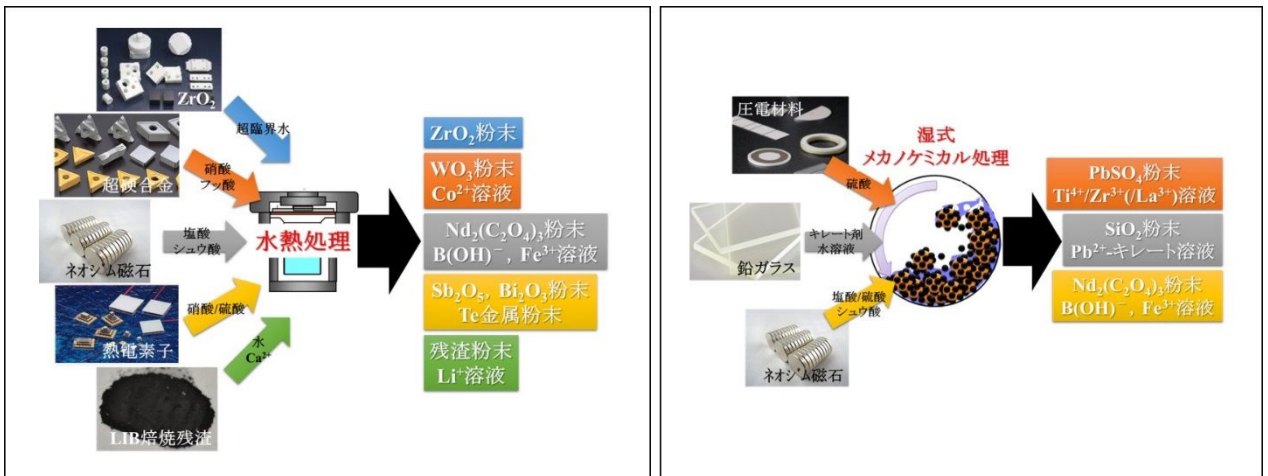 ZrO₂
超臨界水
超硬合金
硝酸
フッ酸
ネオジム磁石
塩酸
シュウ酸
熱電素子
硝酸/硫酸
LIB焙焼残渣
水
Ca²⁺
水熱処理
ZrO₂粉末
WO₃粉末
Co²⁺溶液
Nd₂(C₂O₄)₃粉末
B(OH)⁻, Fe³⁺溶液
Sb₂O₅, Bi₂O₃粉末
Te金属粉末
残渣粉末
Li⁺溶液
圧電材料
硫酸
鉛ガラス
キレート剤
水溶液
ネオジム磁石
塩酸/硫酸
シュウ酸
湿式
メカノケミカル処理
PbSO₄粉末
Ti⁴⁺/Zr³⁺(/La³⁺)溶液
SiO₂粉末
Pb²⁺-キレート溶液
Nd₂(C₂O₄)₃粉末
B(OH)⁻, Fe³⁺溶液